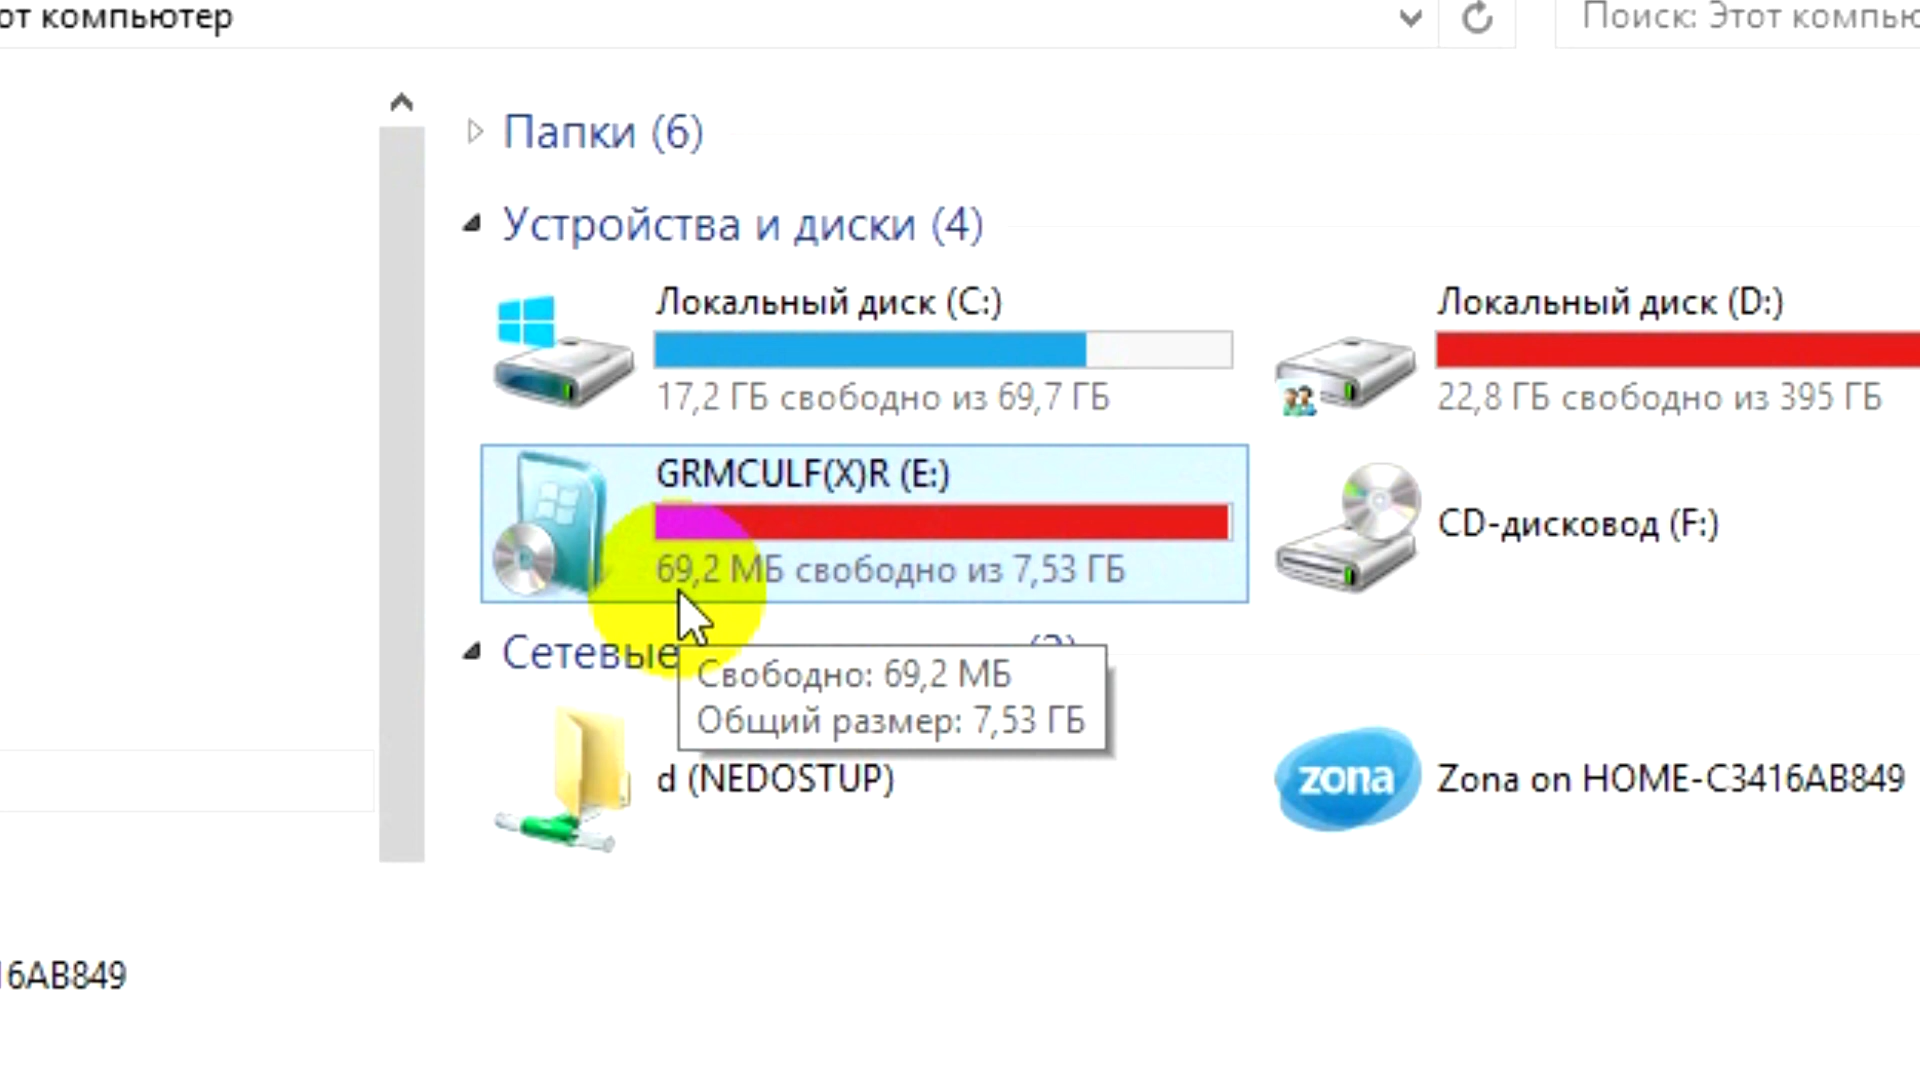 от компьютер
Поиск: Этот компью
Папки (6)
Устройства и диски (4)
Локальный диск (C:)
17,2 ГБ свободно из 69,7 ГБ
Локальный диск (D:)
22,8 ГБ свободно из 395 ГБ
GRMCULF(X)R (E:)
69,2 МБ свободно из 7,53 ГБ
CD-дисковод (F:)
Сетевые
Свободно: 69,2 МБ
Общий размер: 7,53 ГБ
d (NEDOSTUP)
zona
Zona on HOME-C3416AB849
16AB849